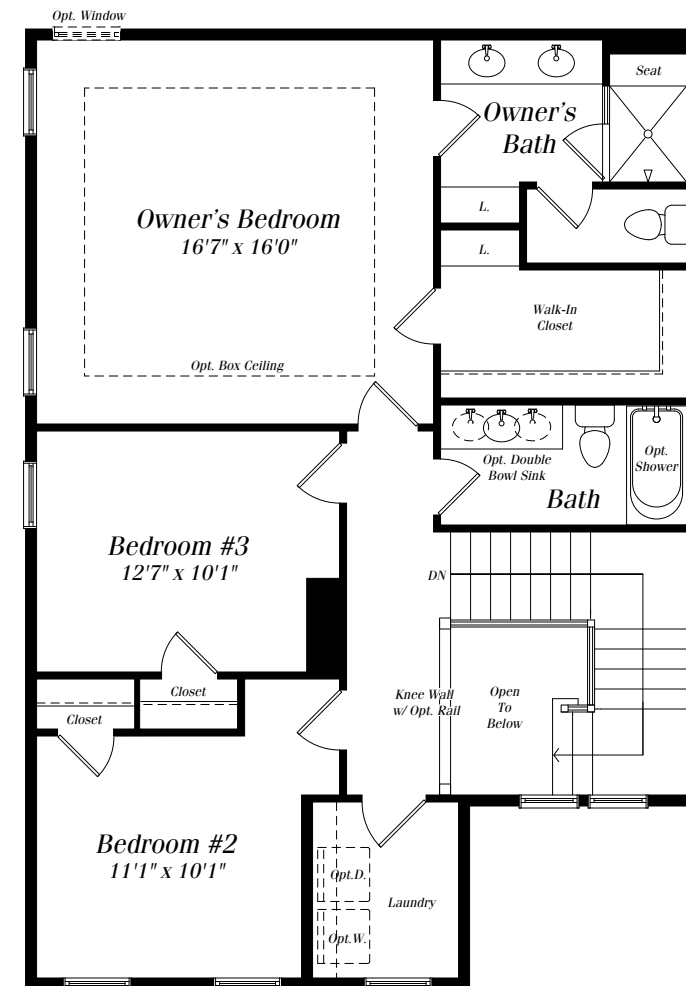 Opt. Window
Seat
Owner's
Bath
L.
Owner's Bedroom
16'7" x 16'0"
L.
Walk-In
Closet
Opt. Box Ceiling
Opt. Double
Bowl Sink
Opt.
Shower
Bath
Bedroom #3
12'7" x 10'1"
DN
Closet
Closet
Knee Wall
w/ Opt. Rail
Open
To
Below
Bedroom #2
11'1" x 10'1"
Opt.D.
Laundry
Opt.W.